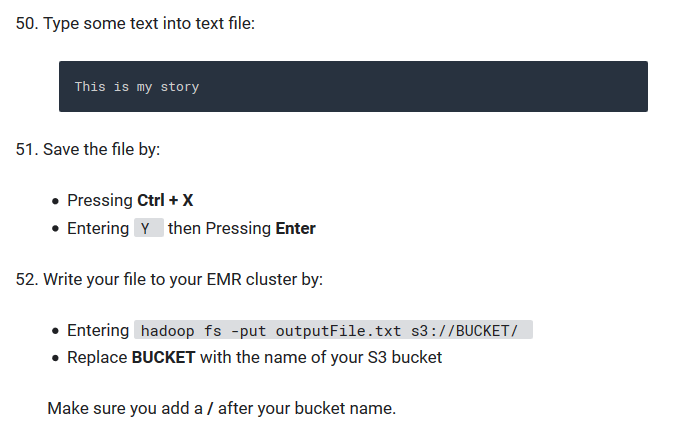 50. Type some text into text file:
This is my story
51. Save the file by:
• Pressing Ctrl + X
• Entering Y then Pressing Enter
52. Write your file to your EMR cluster by:
• Entering hadoop fs -put outputFile.txt s3://BUCKET/
• Replace BUCKET with the name of your S3 bucket
Make sure you add a / after your bucket name.